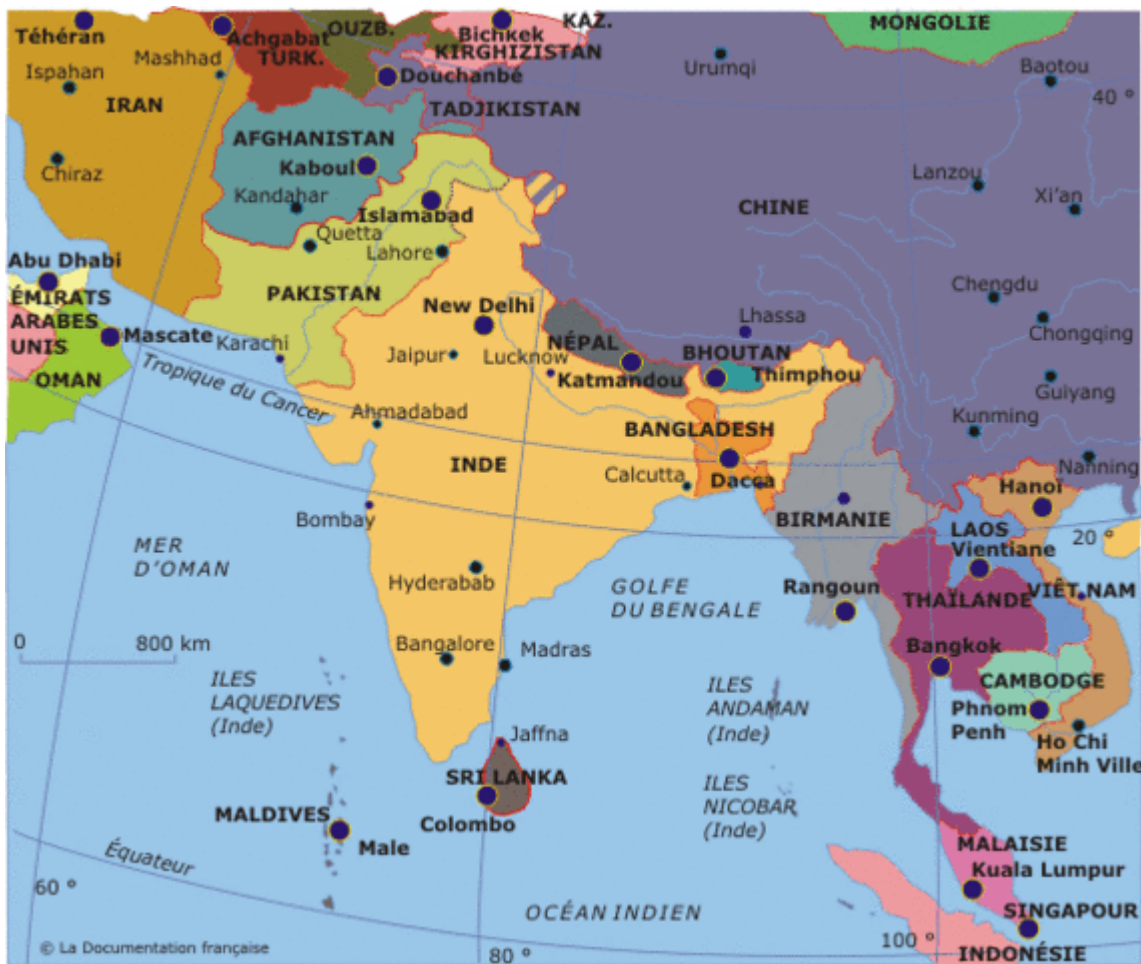 MONGOLIE
KAZ.
OUZB.
Bichkek
KIRGHIZISTAN
Téhéran
Achgabat
TURK.
Mashhad
Ispahan
Douchanbé
Urumqi
Baotou
IRAN
TADJIKISTAN
40 °
AFGHANISTAN
Kaboul
Chiraz
Kandahar
Lanzou
Xi'an
Islamabad
CHINE
Quetta
Lahore
Abu Dhabi
ÉMIRATS
ARABES
UNIS
PAKISTAN
New Delhi
Chengdu
Lhassa
Chongqing
Mascate
Karachi
Jaipur
Lucknow
NÉPAL
BHOUTAN
Katmandou
Thimphou
OMAN
Tropique du Cancer
Guiyang
Ahmadabad
Kunming
BANGLADESH
INDE
Calcutta
Dacca
Nanning
Hanoï
Bombay
BIRMANIE
LAOS
Vientiane
20 °
MER
D'OMAN
Hyderabab
GOLFE
DU BENGALE
Rangoun
THAÏLANDE
VIÊT NAM
0
800 km
Bangalore
Madras
Bangkok
ILES
LAQUEDIVES
(Inde)
ILES
ANDAMAN
(Inde)
CAMBODGE
Phnom
Penh
Jaffna
Ho Chi
Minh Ville
SRI LANKA
ILES
NICOBAR
(Inde)
MALDIVES
Colombo
Male
Équateur
MALAISIE
Kuala Lumpur
60 °
OCÉAN INDIEN
SINGAPOUR
© La Documentation française
80 °
100 °
INDONÉSIE